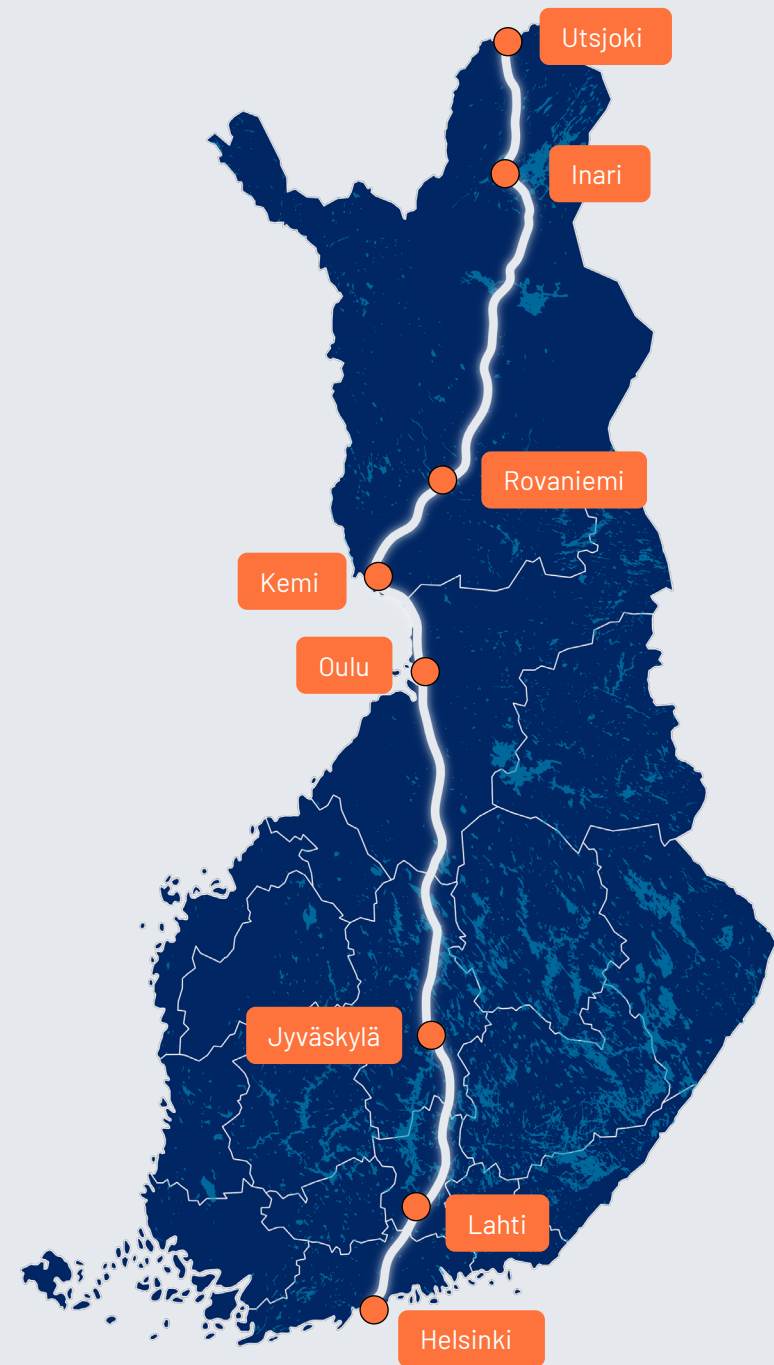 Utsjoki
Inari
Rovaniemi
Kemi
Oulu
Jyväskylä
Lahti
Helsinki